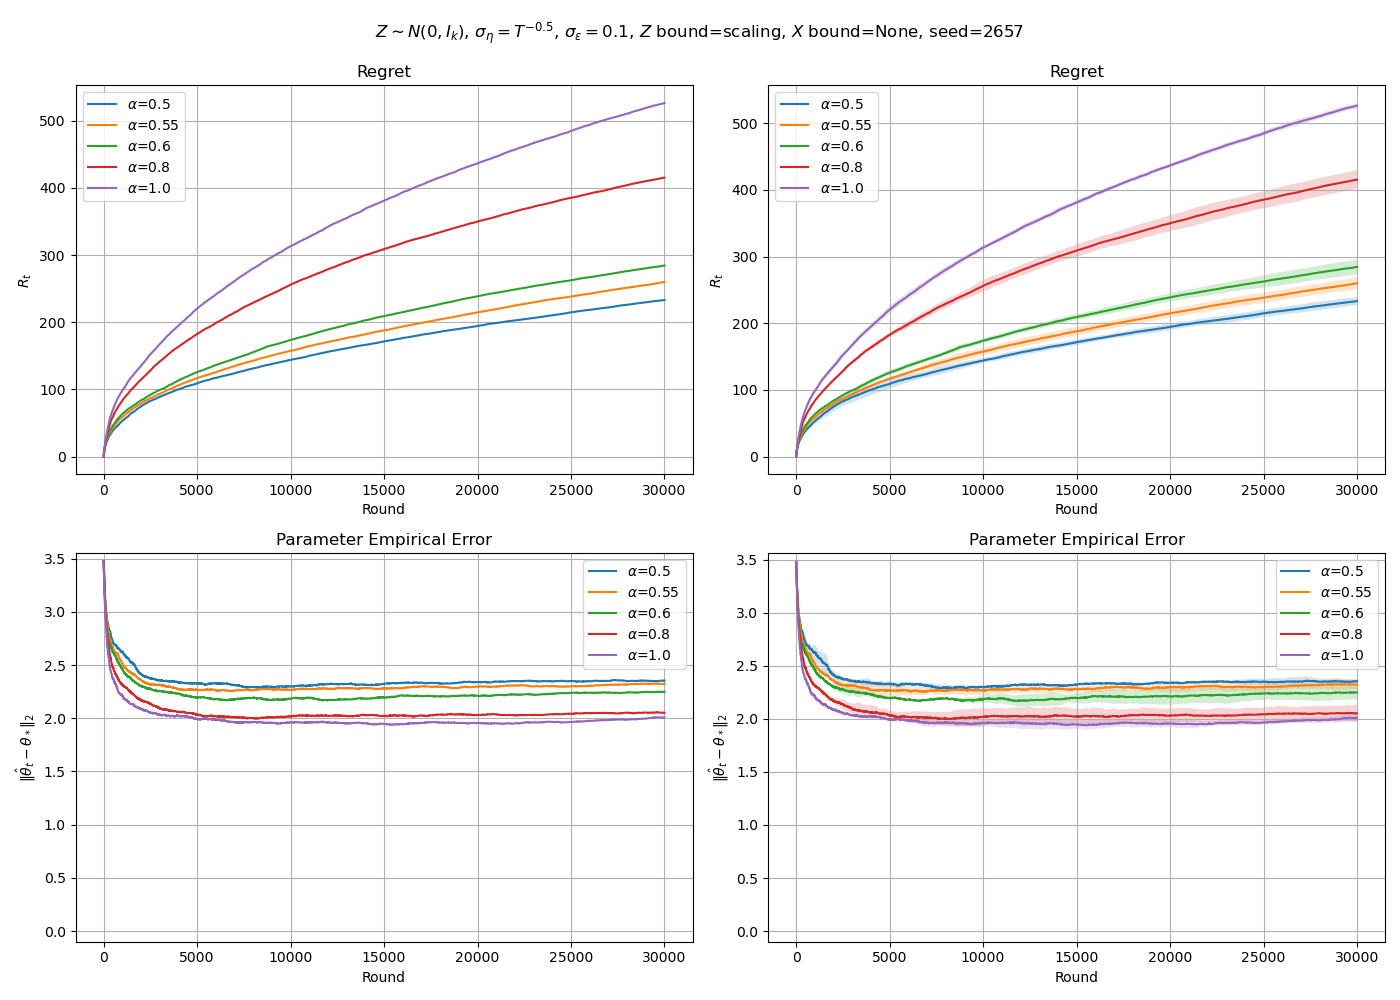 Z ~ N(0, I_k), σ_η = T^{-0.5}, σ_ε = 0.1, Z bound=scaling, X bound=None, seed=2657
Regret
R_t
500
400
300
200
100
0
α=0.5
α=0.55
α=0.6
α=0.8
α=1.0
0 5000 10000 15000 20000 25000 30000
Round
Regret
R_t
500
400
300
200
100
0
α=0.5
α=0.55
α=0.6
α=0.8
α=1.0
0 5000 10000 15000 20000 25000 30000
Round
Parameter Empirical Error
‖θ̂_t − θ_*‖_2
3.5
3.0
2.5
2.0
1.5
1.0
0.5
0.0
α=0.5
α=0.55
α=0.6
α=0.8
α=1.0
0 5000 10000 15000 20000 25000 30000
Round
Parameter Empirical Error
‖θ̂_t − θ_*‖_2
3.5
3.0
2.5
2.0
1.5
1.0
0.5
0.0
α=0.5
α=0.55
α=0.6
α=0.8
α=1.0
0 5000 10000 15000 20000 25000 30000
Round